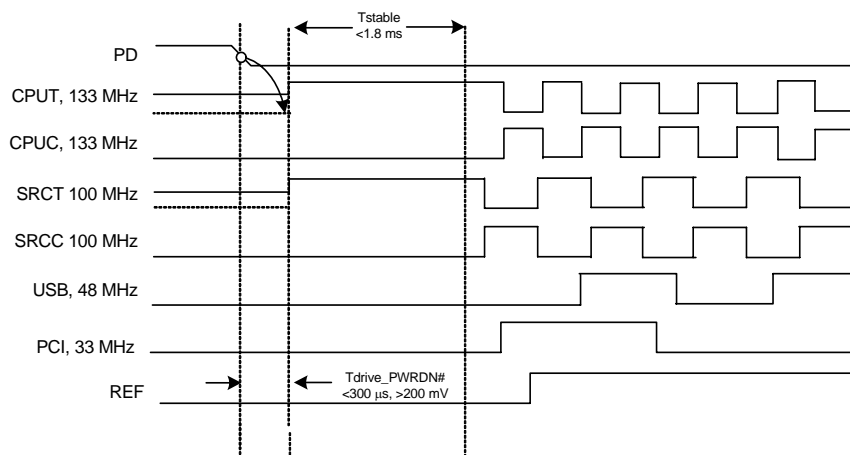 Tstable
<1.8 ms
PD
CPUT, 133 MHz
CPUC, 133 MHz
SRCT 100 MHz
SRCC 100 MHz
USB, 48 MHz
PCI, 33 MHz
REF
Tdrive_PWRDN#
<300 μs, >200 mV